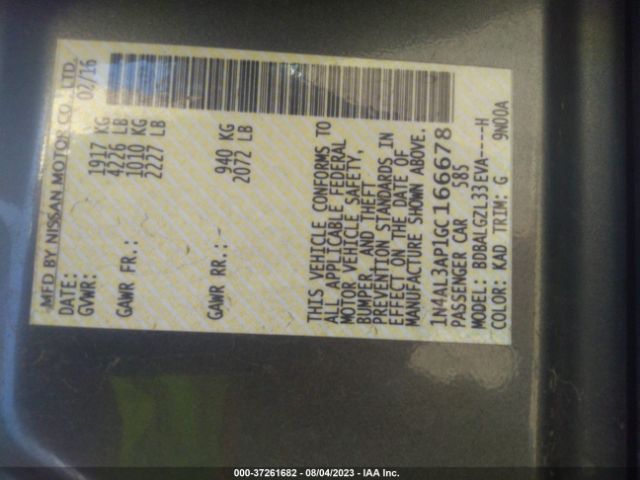 MFD BY NISSAN MOTOR CO., LTD
DATE: 02/16
GVWR: 1917 KG
4226 LB
GAWR FR.: 1010 KG
2227 LB
GAWR RR.: 940 KG
2072 LB
THIS VEHICLE CONFORMS TO
ALL APPLICABLE FEDERAL
MOTOR VEHICLE SAFETY,
BUMPER, AND THEFT
PREVENTION STANDARDS IN
EFFECT ON THE DATE OF
MANUFACTURE SHOWN ABOVE.
1N4AL3AP1GC166678
PASSENGER CAR 585
MODEL: BDBALGZL33EVA----H
COLOR: KAD TRIM: G 9N00A
000-37261682 - 08/04/2023 - IAA Inc.